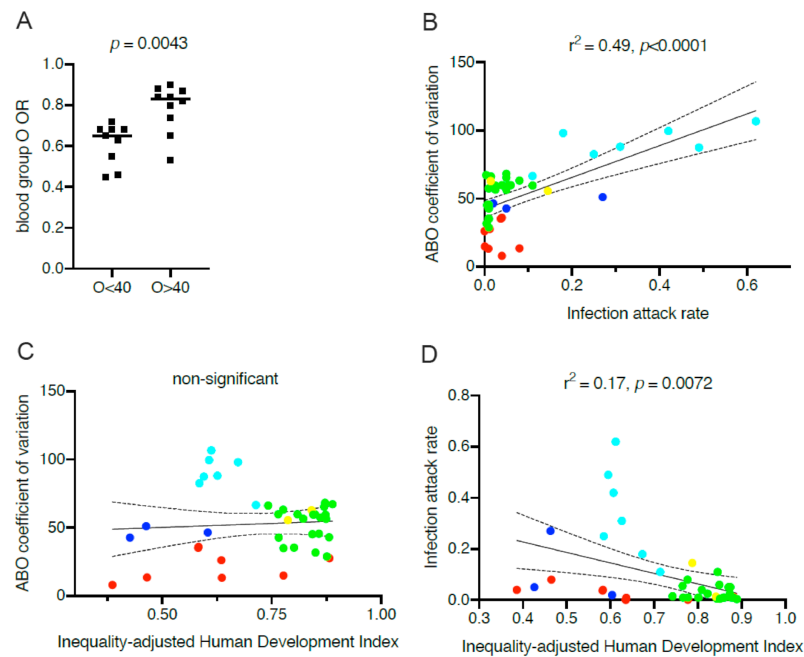 A
p = 0.0043
blood group O OR
1.0
0.8
0.6
0.4
0.2
0.0
O<40 O>40
B
r² = 0.49, p<0.0001
ABO coefficient of variation
150
100
50
0
0.0 0.2 0.4 0.6
Infection attack rate
C
non-significant
ABO coefficient of variation
150
100
50
0
0.50 0.75 1.00
Inequality-adjusted Human Development Index
D
r² = 0.17, p = 0.0072
Infection attack rate
0.8
0.6
0.4
0.2
0.0
0.3 0.4 0.5 0.6 0.7 0.8 0.9 1.0
Inequality-adjusted Human Development Index